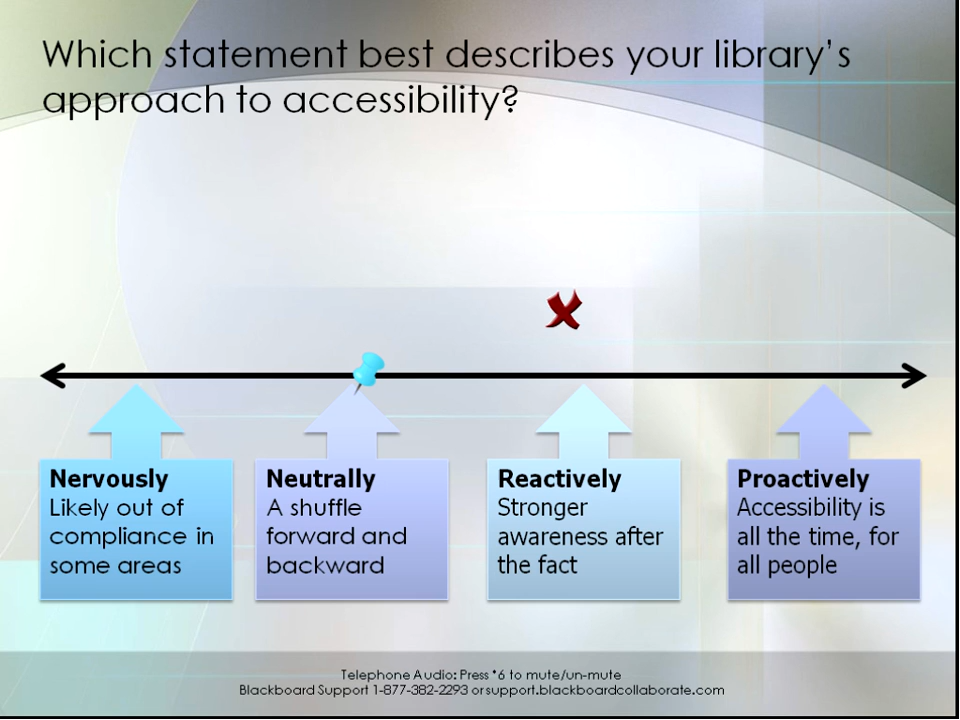 Which statement best describes your library's
approach to accessibility?
Nervously
Likely out of
compliance in
some areas
Neutrally
A shuffle
forward and
backward
Reactively
Stronger
awareness after
the fact
Proactively
Accessibility is
all the time, for
all people
Telephone Audio: Press *6 to mute/un-mute
Blackboard Support 1-877-382-2293 or support.blackboardcollaborate.com